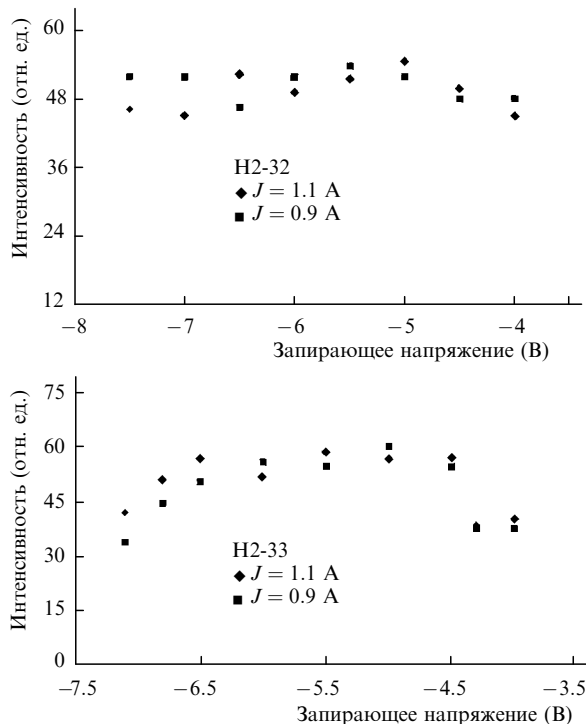 60
48
36
24
12
Интенсивность (отн. ед.)
Н2-32
J = 1.1 А
J = 0.9 А
−8 −7 −6 −5 −4
Запирающее напряжение (В)
75
60
45
30
15
0
Интенсивность (отн. ед.)
Н2-33
J = 1.1 А
J = 0.9 А
−7.5 −6.5 −5.5 −4.5 −3.5
Запирающее напряжение (В)